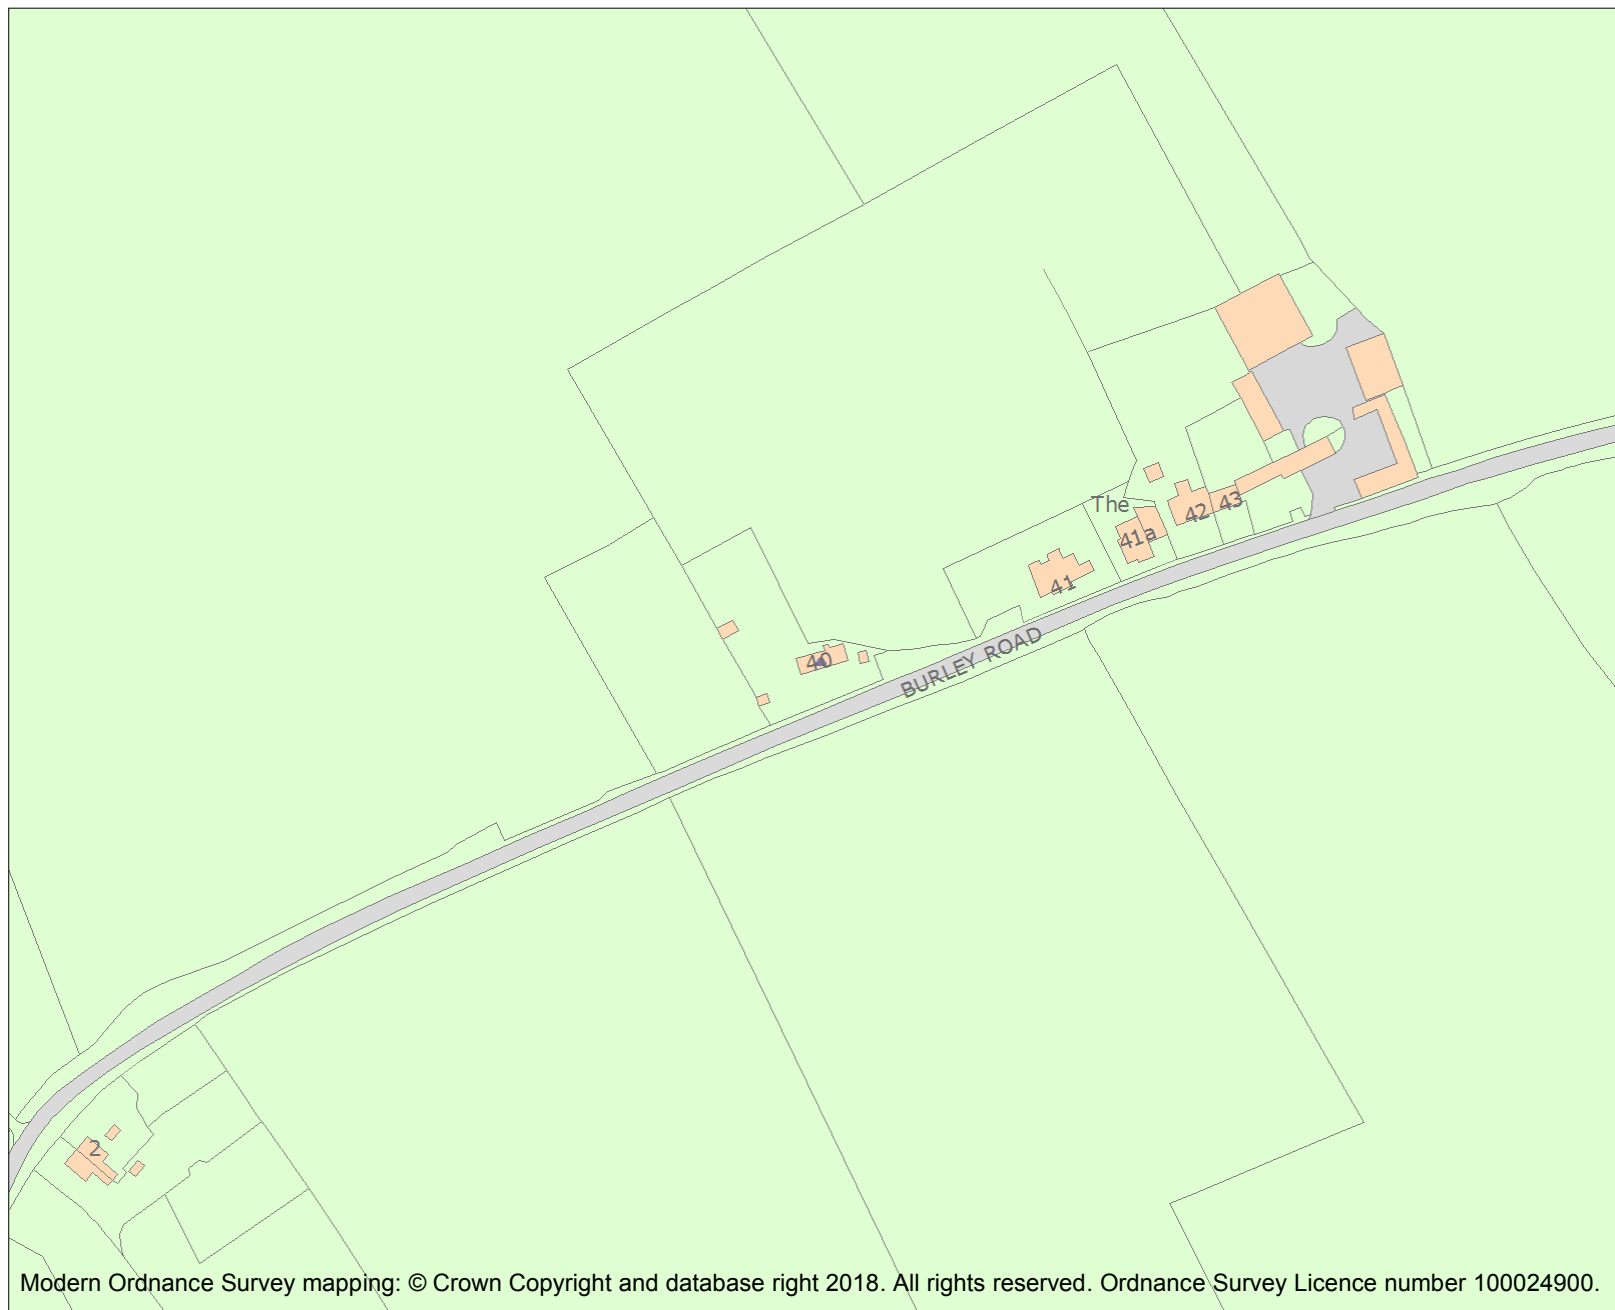 The
43
42
41a
41
BURLEY ROAD
40
2
Modern Ordnance Survey mapping: © Crown Copyright and database right 2018. All rights reserved. Ordnance Survey Licence number 100024900.